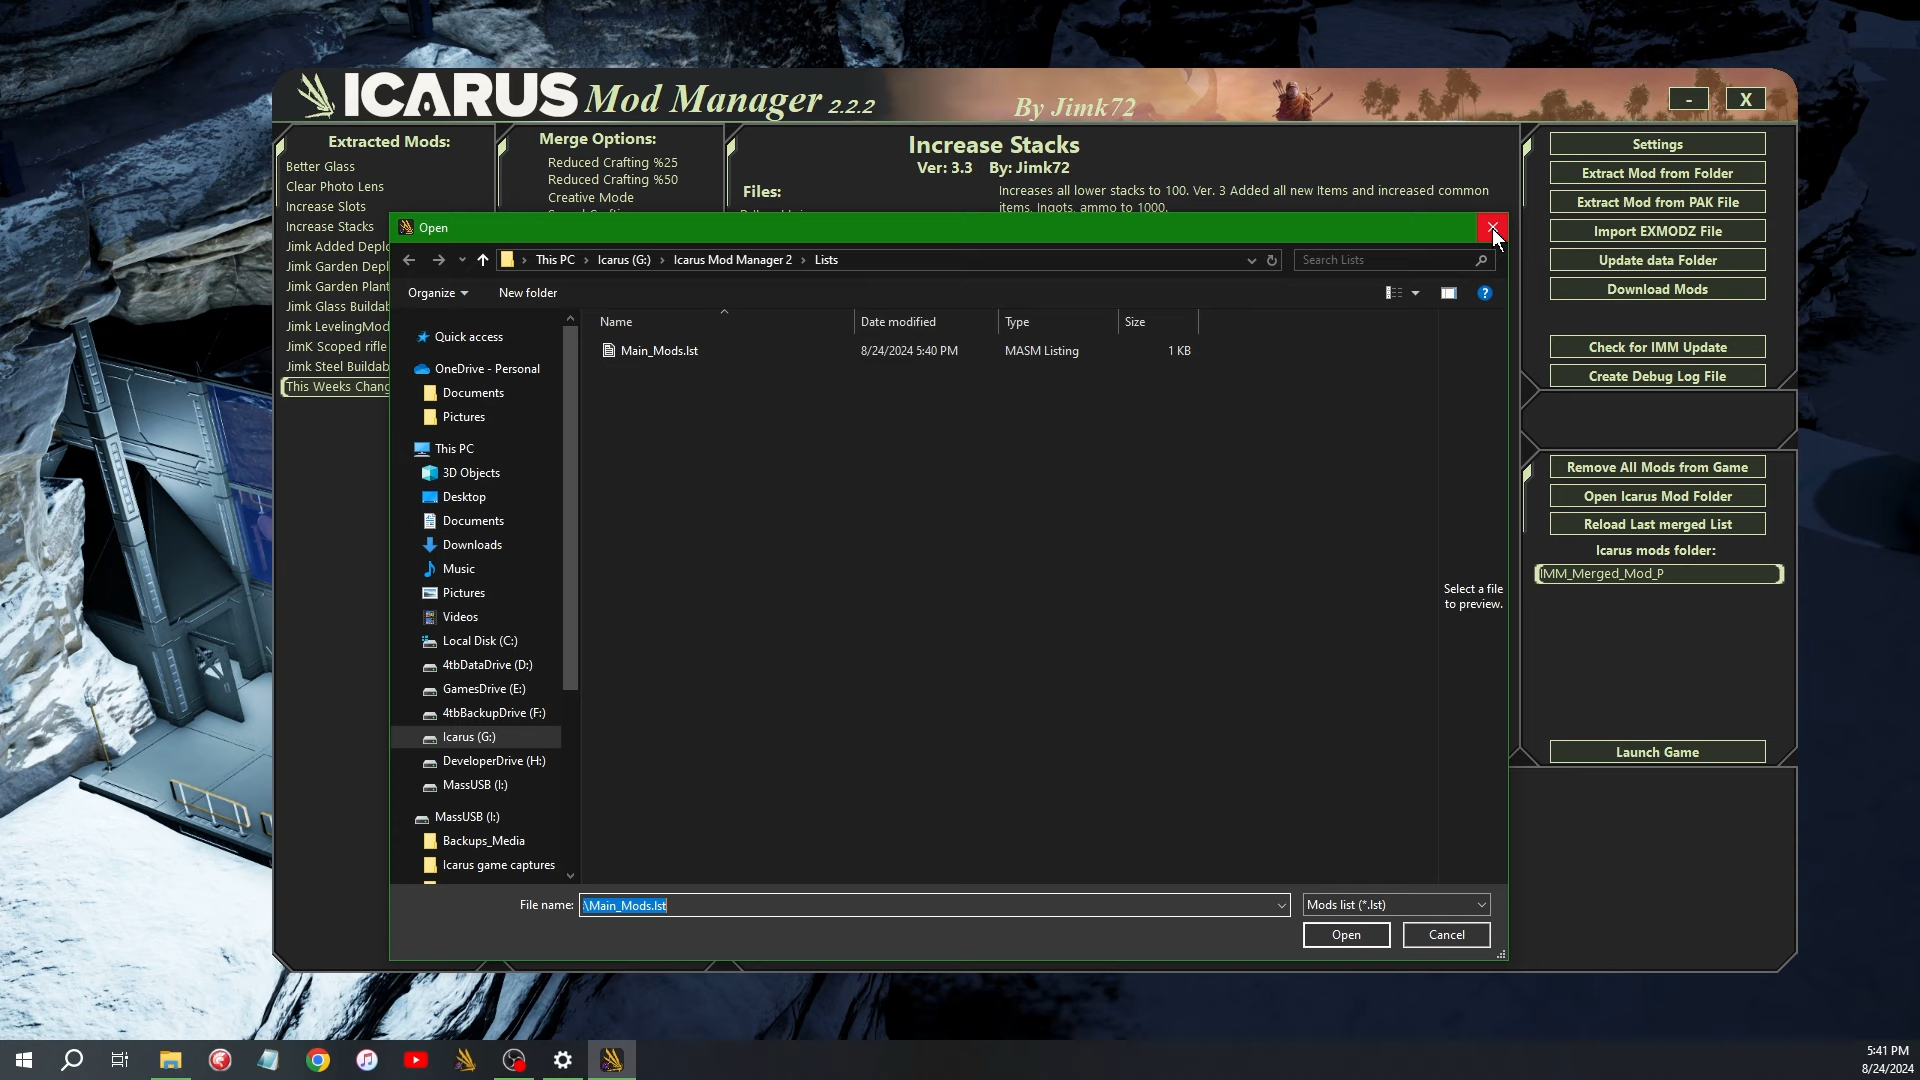 ICARUS Mod Manager 2.2.2
By Jimk72
-
X
Extracted Mods:
Better Glass
Clear Photo Lens
Increase Slots
Increase Stacks
Jimk Added Deplo
Jimk Garden Depl
Jimk Garden Plant
Jimk Glass Buildab
Jimk LevelingMod
JimK Scoped rifle
Jimk Steel Buildab
This Weeks Chang
Merge Options:
Reduced Crafting %25
Reduced Crafting %50
Creative Mode
Increase Stacks
Ver: 3.3 By: Jimk72
Files:
Increases all lower stacks to 100. Ver. 3 Added all new Items and increased common
items, Ingots, ammo to 1000.
Settings
Extract Mod from Folder
Extract Mod from PAK File
Import EXMODZ File
Update data Folder
Download Mods
Check for IMM Update
Create Debug Log File
Remove All Mods from Game
Open Icarus Mod Folder
Reload Last merged List
Icarus mods folder:
IMM_Merged_Mod_P
Launch Game
Open
This PC
Icarus (G:)
Icarus Mod Manager 2
Lists
Search Lists
Organize
New folder
?
Name
Date modified
Type
Size
Main_Mods.lst
8/24/2024 5:40 PM
MASM Listing
1 KB
Quick access
OneDrive - Personal
Documents
Pictures
This PC
3D Objects
Desktop
Documents
Downloads
Music
Pictures
Videos
Local Disk (C:)
4tbDataDrive (D:)
GamesDrive (E:)
4tbBackupDrive (F:)
Icarus (G:)
DeveloperDrive (H:)
MassUSB (I:)
MassUSB (I:)
Backups_Media
Icarus game captures
Select a file
to preview.
File name:
\Main_Mods.lst
Mods list (*.lst)
Open
Cancel
5:41 PM
8/24/2024